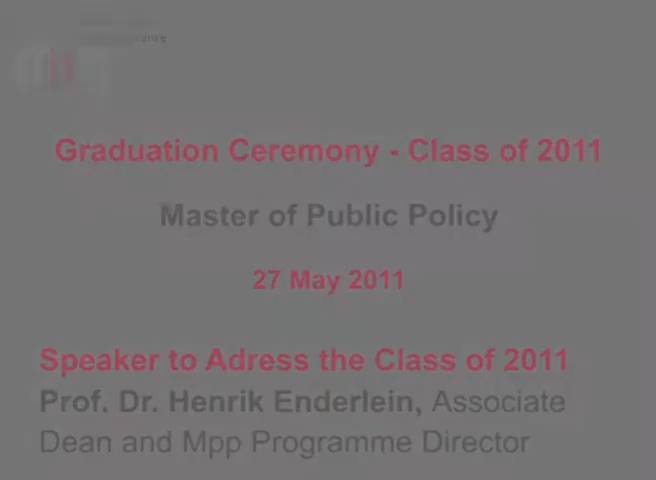 Graduation Ceremony - Class of 2011
Master of Public Policy
27 May 2011
Speaker to Adress the Class of 2011
Prof. Dr. Henrik Enderlein, Associate
Dean and Mpp Programme Director